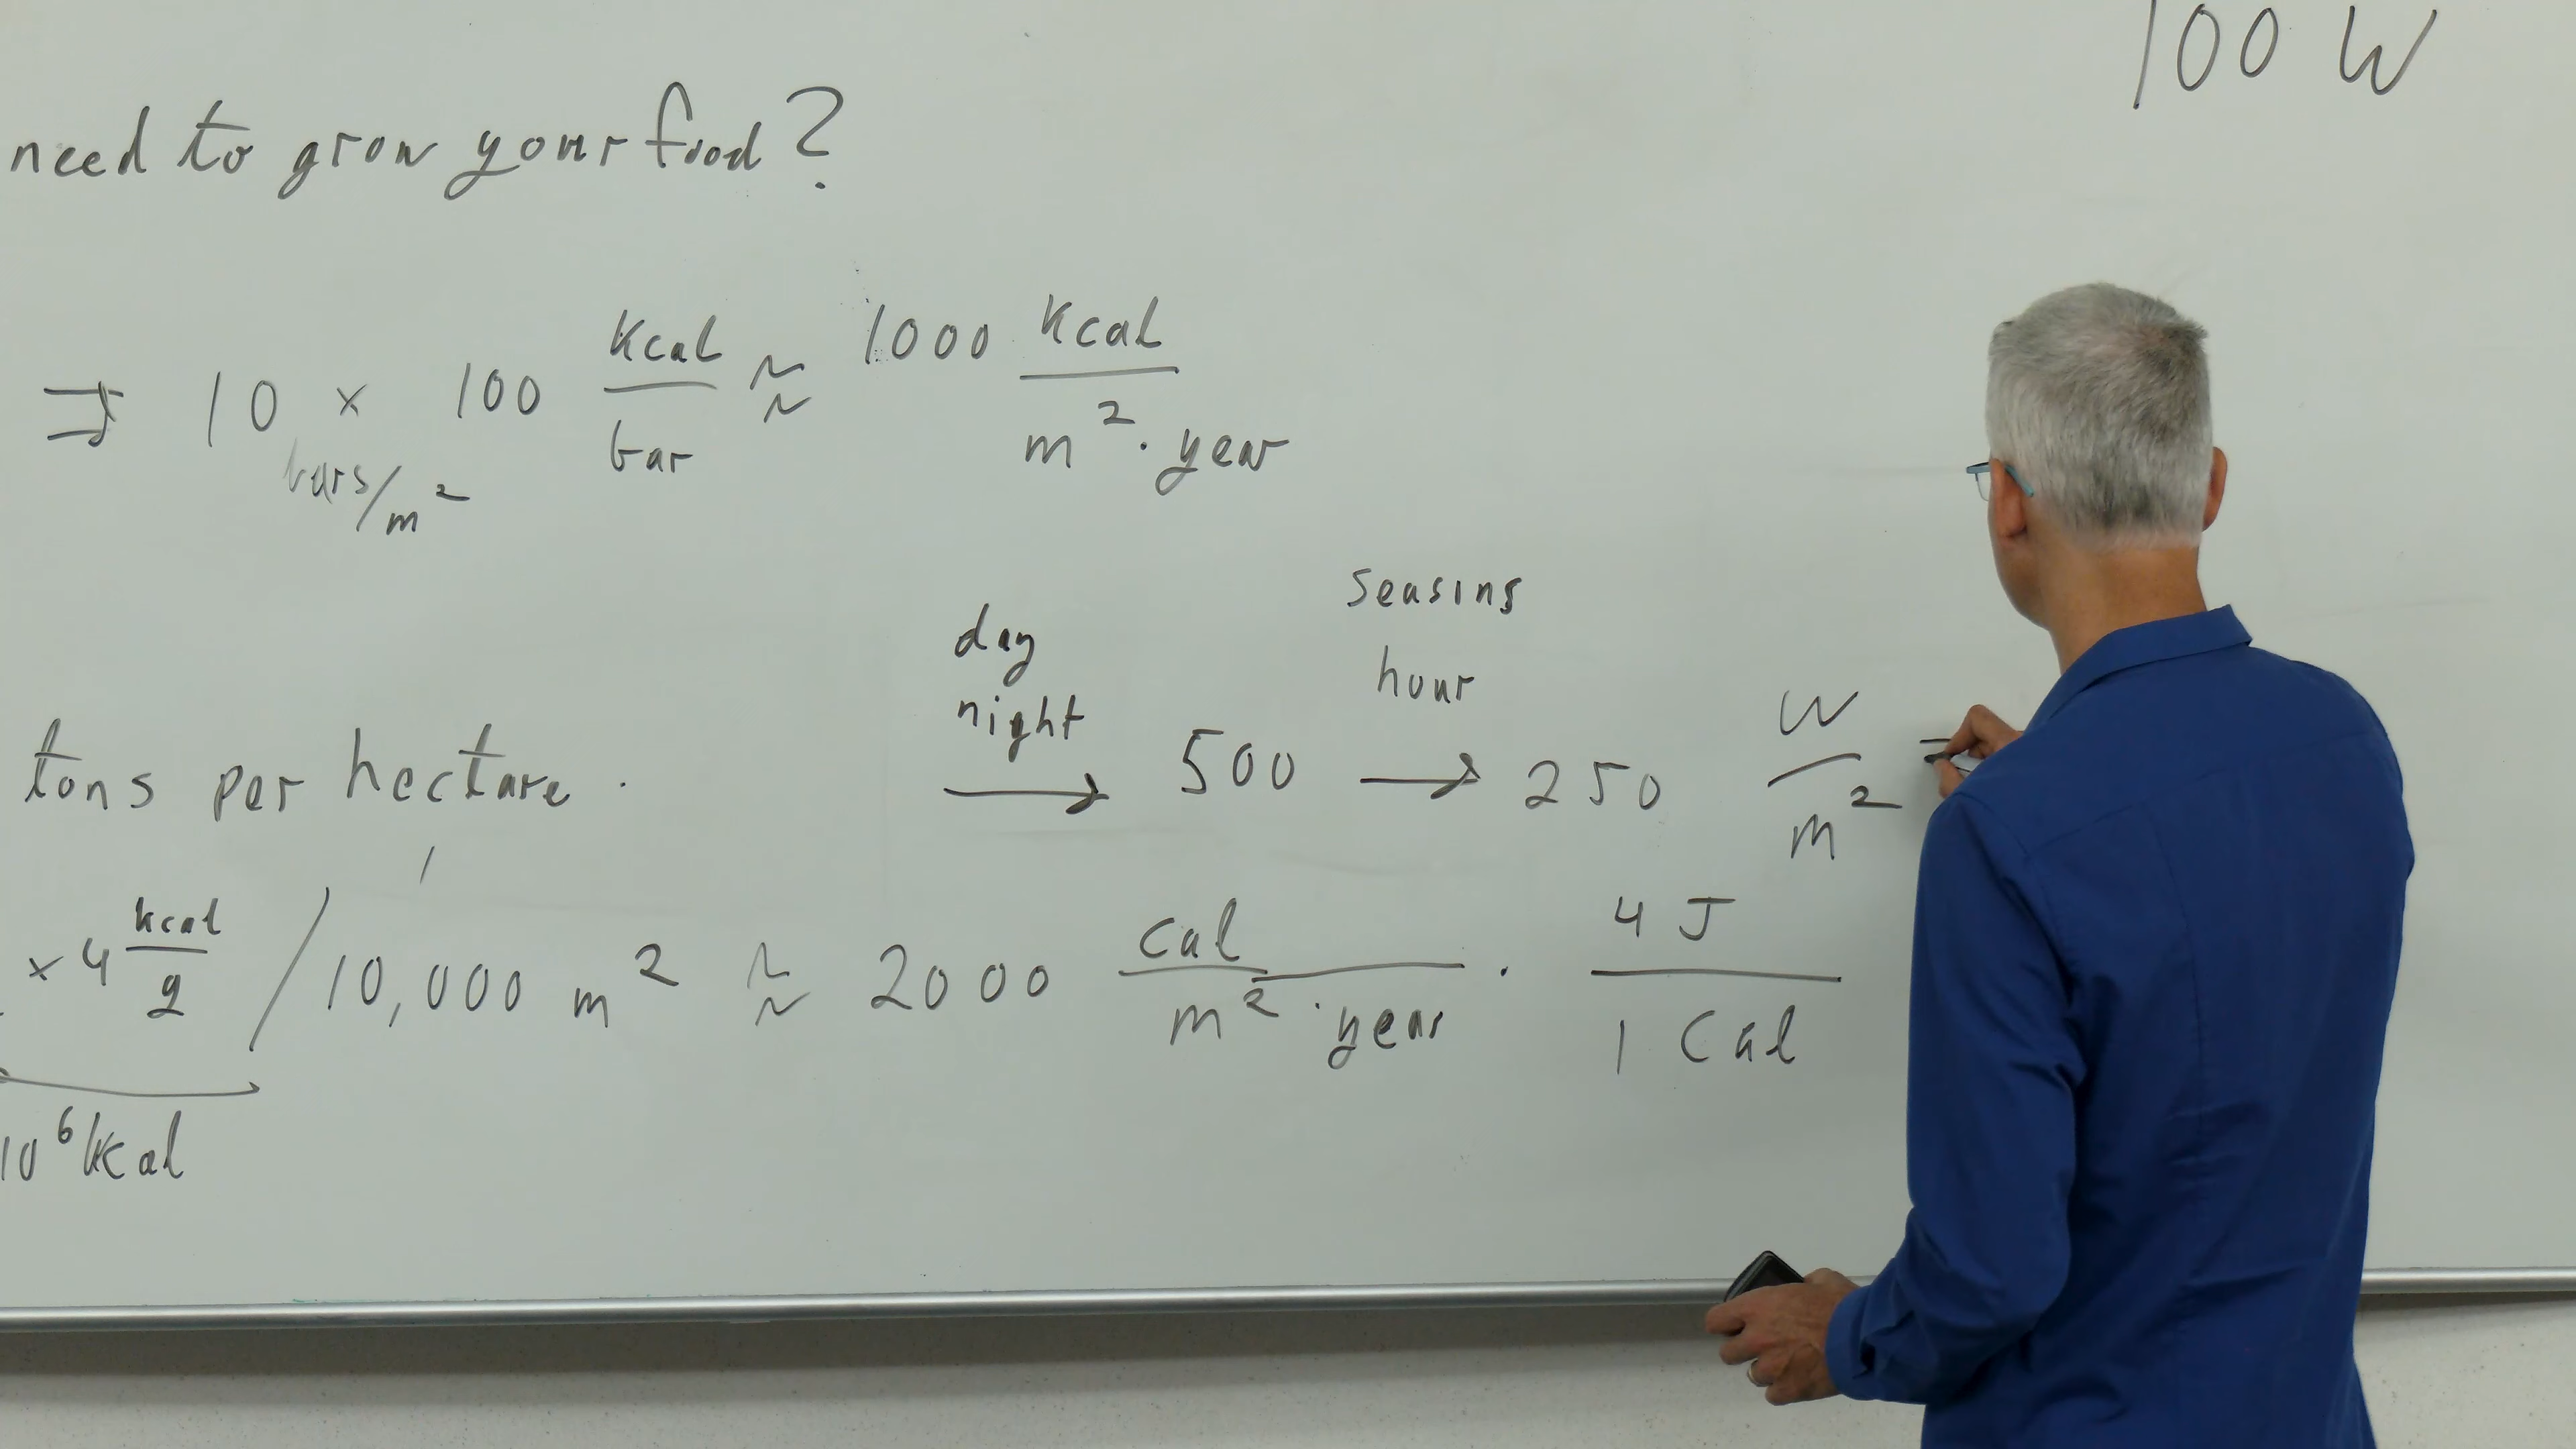 100 W
need to grow your food?
⇒ 10 bars/m² × 100 kcal/bar ≈ 1000 kcal/m²·year
day night → 500 seasons hour → 250 W/m² =
tons per hectare.
×4 kcal/g / 10,000 m² ≈ 2000 Cal/m²·year · 4 J/1 Cal
10⁶ kcal